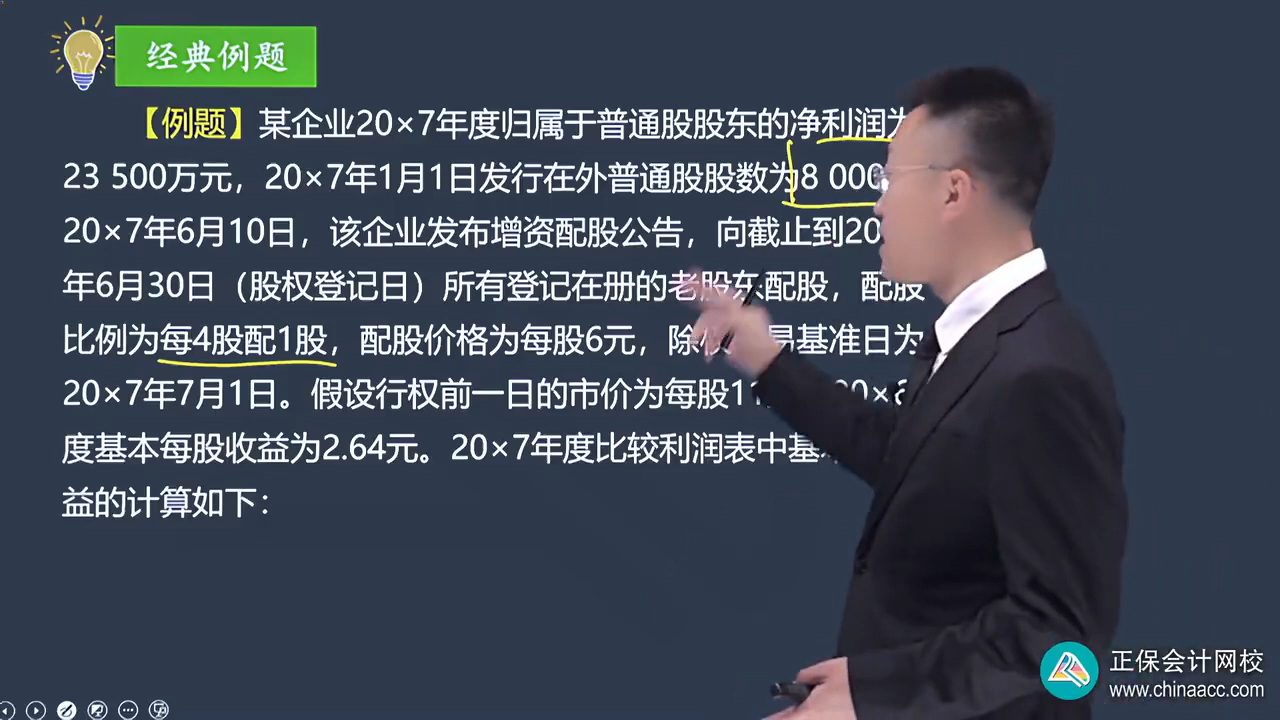 经典例题
【例题】某企业20×7年度归属于普通股股东的净利润为
23 500万元，20×7年1月1日发行在外普通股股数为8 000
20×7年6月10日，该企业发布增资配股公告，向截止到20
年6月30日（股权登记日）所有登记在册的老股东配股，配股
比例为每4股配1股，配股价格为每股6元，除 易基准日为
20×7年7月1日。假设行权前一日的市价为每股11
度基本每股收益为2.64元。20×7年度比较利润表中基
益的计算如下：
正保会计网校
www.chinaacc.com